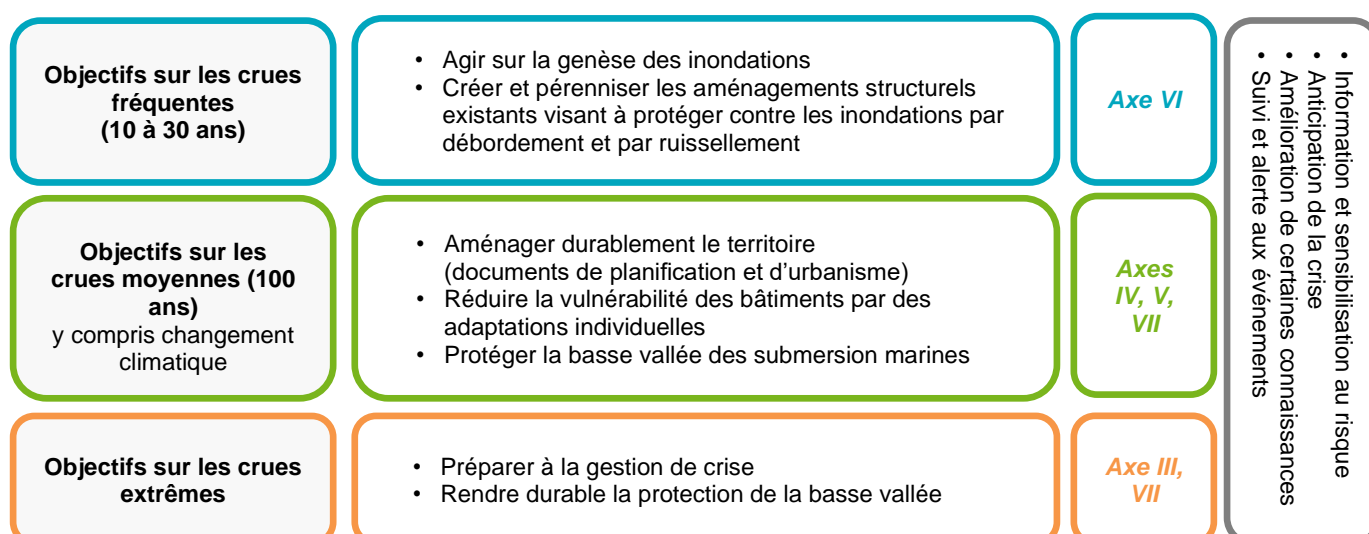 Objectifs sur les crues
fréquentes
(10 à 30 ans)
• Agir sur la genèse des inondations
• Créer et pérenniser les aménagements structurels
existants visant à protéger contre les inondations par
débordement et par ruissellement
Axe VI
Objectifs sur les
crues moyennes (100
ans)
y compris changement
climatique
• Aménager durablement le territoire
(documents de planification et d'urbanisme)
• Réduire la vulnérabilité des bâtiments par des
adaptations individuelles
• Protéger la basse vallée des submersion marines
Axes
IV, V,
VII
Objectifs sur les crues
extrêmes
• Préparer à la gestion de crise
• Rendre durable la protection de la basse vallée
Axe III,
VII
• Information et sensibilisation au risque
• Anticipation de la crise
• Amélioration de certaines connaissances
• Suivi et alerte aux événements